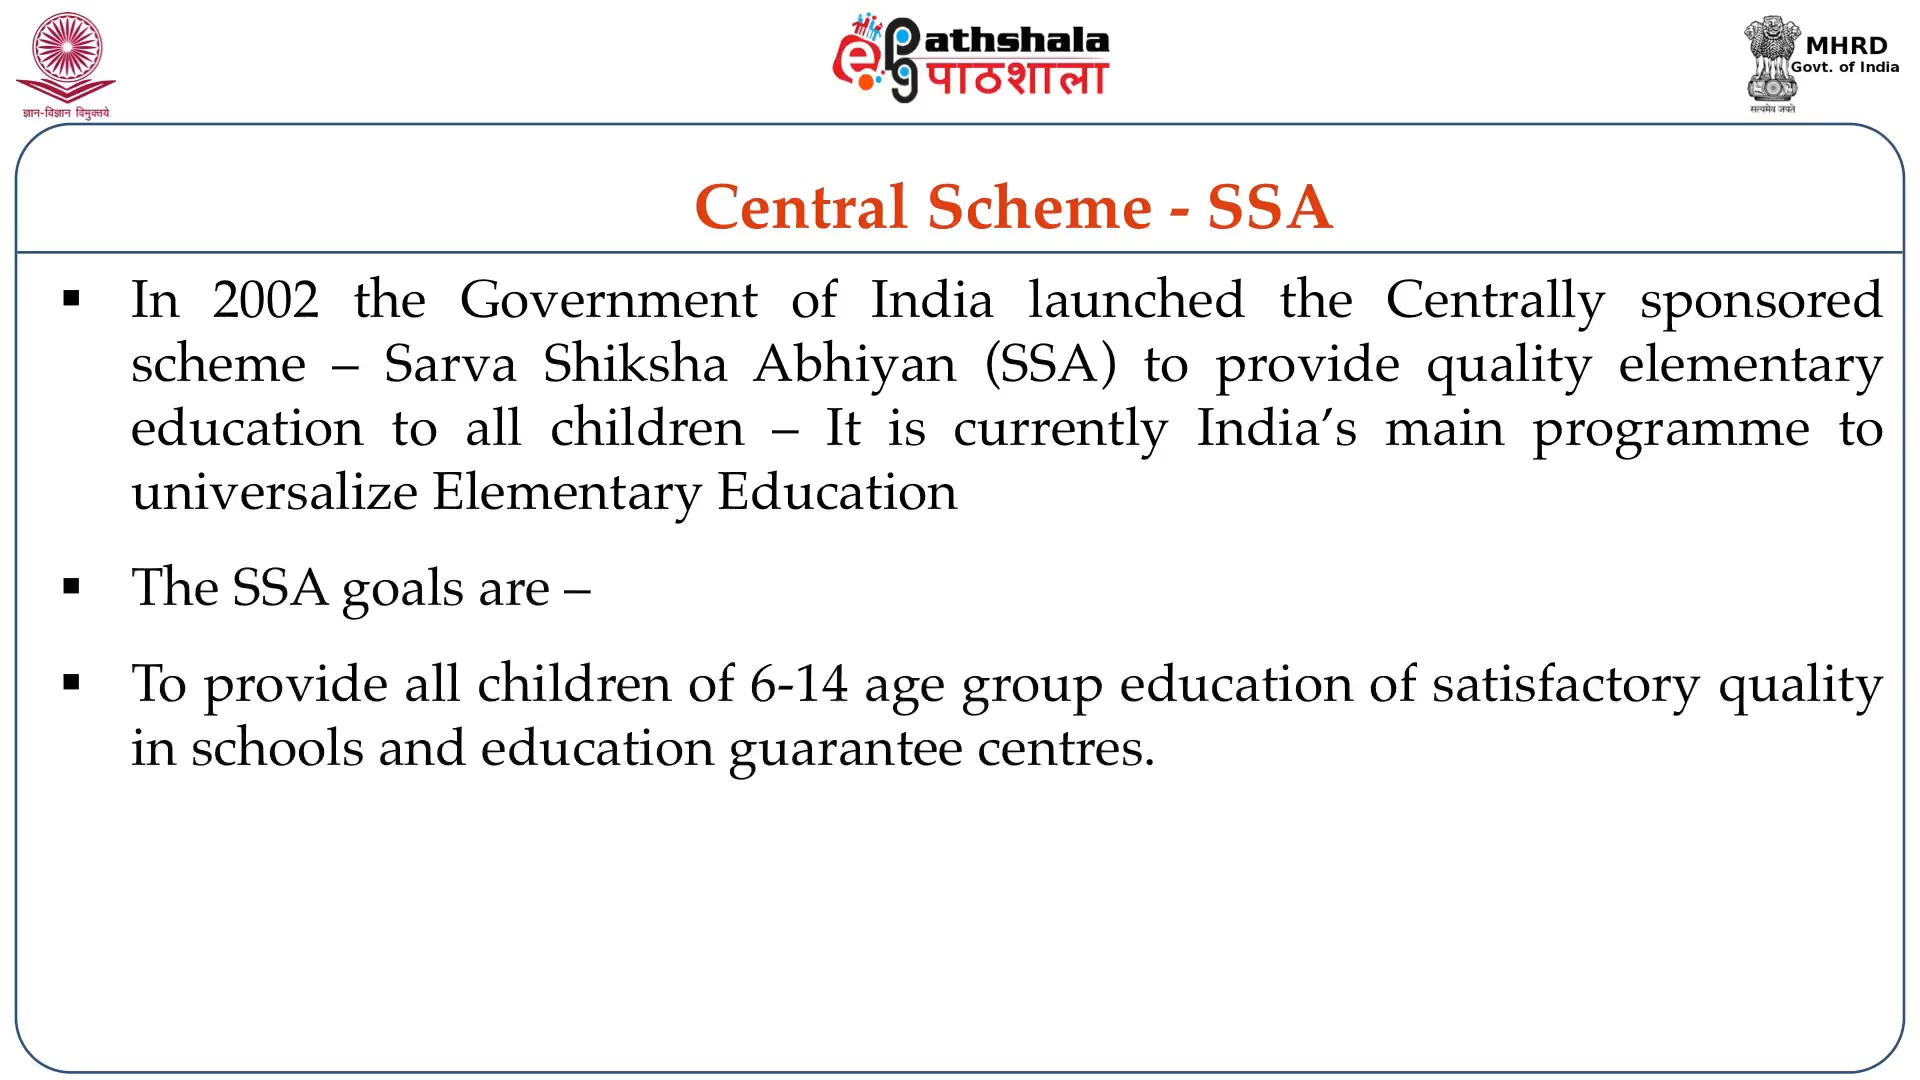 ज्ञान-विज्ञान विमुक्तये
ePathshala
पाठशाला
MHRD
Govt. of India
सत्यमेव जयते
Central Scheme - SSA
▪ In 2002 the Government of India launched the Centrally sponsored
scheme – Sarva Shiksha Abhiyan (SSA) to provide quality elementary
education to all children – It is currently India’s main programme to
universalize Elementary Education
▪ The SSA goals are –
▪ To provide all children of 6-14 age group education of satisfactory quality
in schools and education guarantee centres.